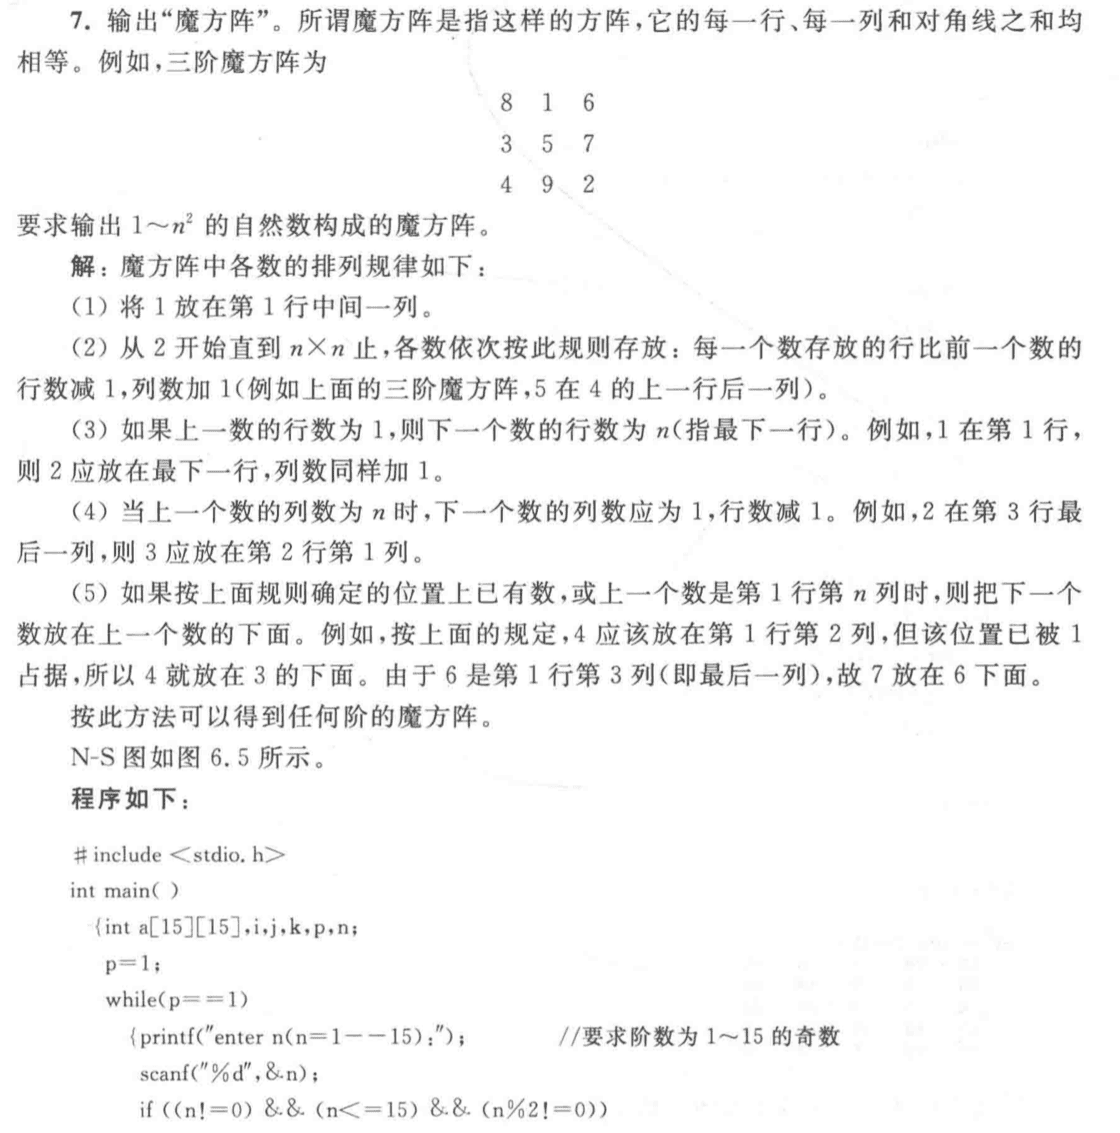 7. 输出“魔方阵”。所谓魔方阵是指这样的方阵,它的每一行、每一列和对角线之和均
相等。例如,三阶魔方阵为
8 1 6
3 5 7
4 9 2
要求输出 1~n² 的自然数构成的魔方阵。
解:魔方阵中各数的排列规律如下:
(1) 将 1 放在第 1 行中间一列。
(2) 从 2 开始直到 n×n 止,各数依次按此规则存放:每一个数存放的行比前一个数的
行数减 1,列数加 1(例如上面的三阶魔方阵,5 在 4 的上一行后一列)。
(3) 如果上一数的行数为 1,则下一个数的行数为 n(指最下一行)。例如,1 在第 1 行,
则 2 应放在最下一行,列数同样加 1。
(4) 当上一个数的列数为 n 时,下一个数的列数应为 1,行数减 1。例如,2 在第 3 行最
后一列,则 3 应放在第 2 行第 1 列。
(5) 如果按上面规则确定的位置上已有数,或上一个数是第 1 行第 n 列时,则把下一个
数放在上一个数的下面。例如,按上面的规定,4 应该放在第 1 行第 2 列,但该位置已被 1
占据,所以 4 就放在 3 的下面。由于 6 是第 1 行第 3 列(即最后一列),故 7 放在 6 下面。
按此方法可以得到任何阶的魔方阵。
N-S 图如图 6.5 所示。
程序如下:
#include <stdio.h>
int main( )
{int a[15][15],i,j,k,p,n;
p=1;
while(p==1)
{printf("enter n(n=1--15):"); //要求阶数为 1~15 的奇数
scanf("%d",&n);
if ((n!=0) && (n<=15) && (n%2!=0))